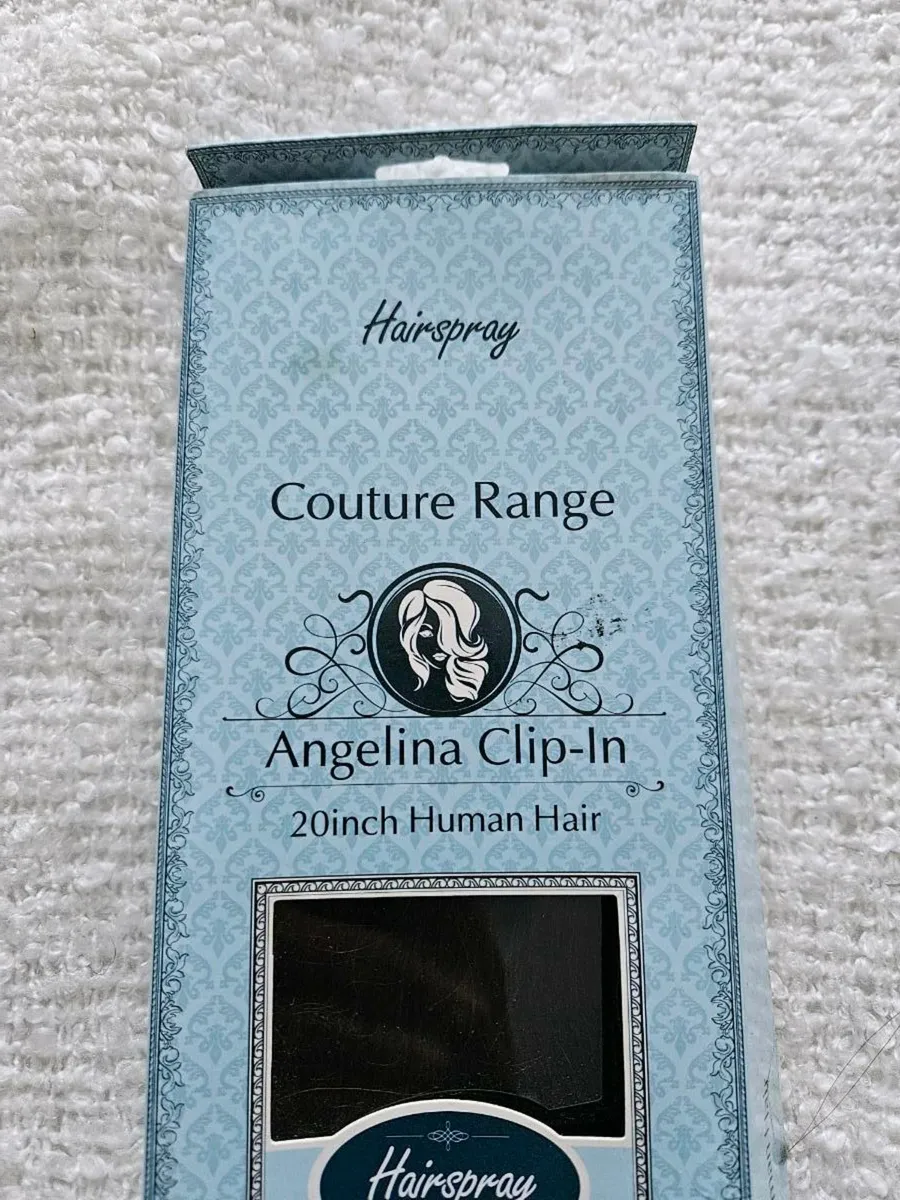 Hairspray
Couture Range
Angelina Clip-In
20inch Human Hair
Hairspray